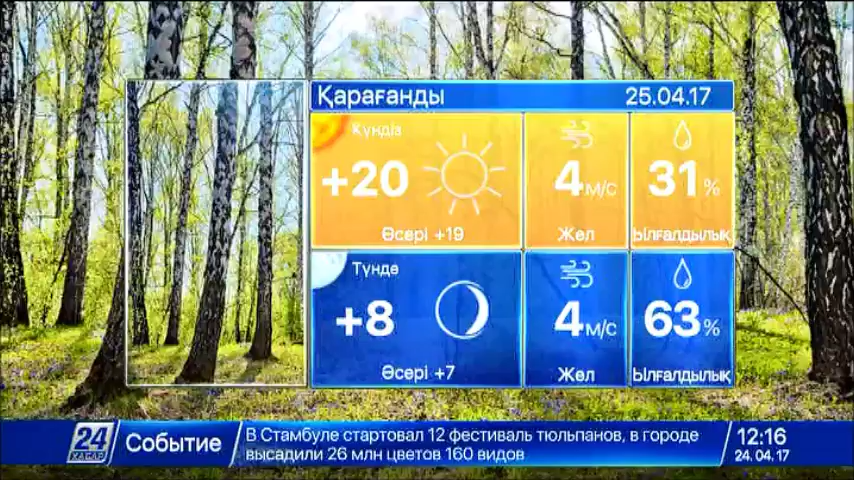 Қарағанды 25.04.17
Күндіз
+20 4 м/с 31 %
Әсері +19 Жел Ылғалдылық
Түнде
+8 4 м/с 63 %
Әсері +7 Жел Ылғалдылық
24 ХАБАР Событие
В Стамбуле стартовал 12 фестиваль тюльпанов, в городе
высадили 26 млн цветов 160 видов
12:16
24.04.17